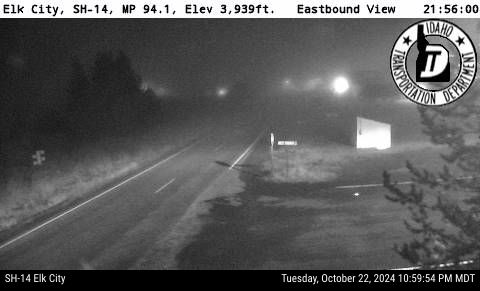 Elk City, SH-14, MP 94.1, Elev 3,939ft. Eastbound View 21:56:00
IDAHO
TRANSPORTATION DEPARTMENT
SH-14 Elk City Tuesday, October 22, 2024 10:59:54 PM MDT